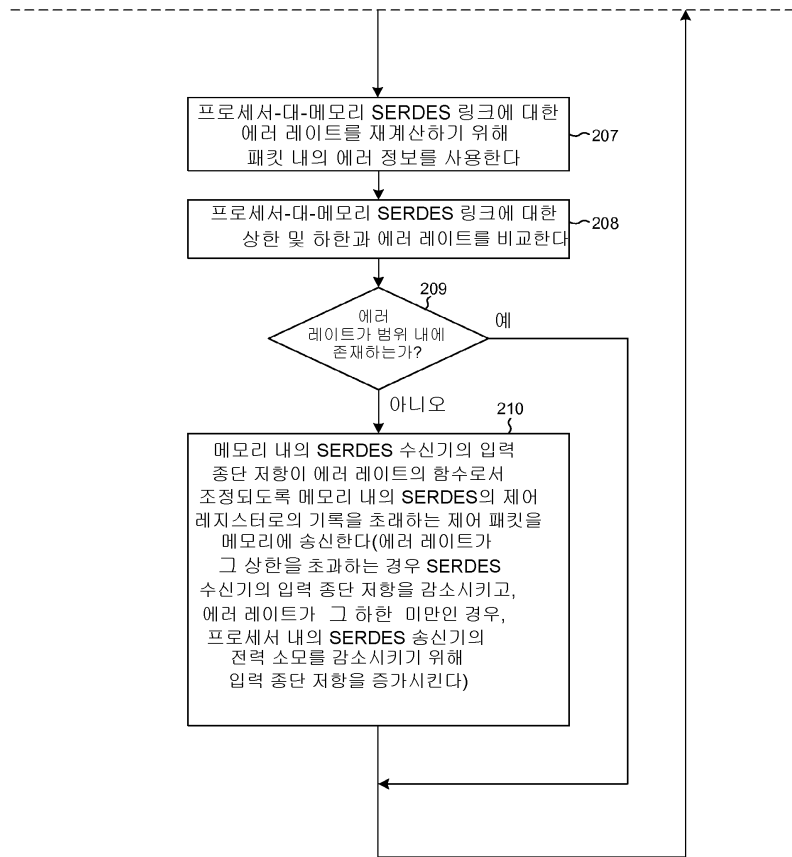 프로세서-대-메모리 SERDES 링크에 대한
에러 레이트를 재계산하기 위해
패킷 내의 에러 정보를 사용한다
207
프로세서-대-메모리 SERDES 링크에 대한
상한 및 하한과 에러 레이트를 비교한다
208
209
에러
레이트가 범위 내에
존재하는가?
예
아니오
210
메모리 내의 SERDES 수신기의 입력
종단 저항이 에러 레이트의 함수로서
조정되도록 메모리 내의 SERDES의 제어
레지스터로의 기록을 초래하는 제어 패킷을
메모리에 송신한다(에러 레이트가
그 상한을 초과하는 경우 SERDES
수신기의 입력 종단 저항을 감소시키고,
에러 레이트가 그 하한 미만인 경우,
프로세서 내의 SERDES 송신기의
전력 소모를 감소시키기 위해
입력 종단 저항을 증가시킨다)